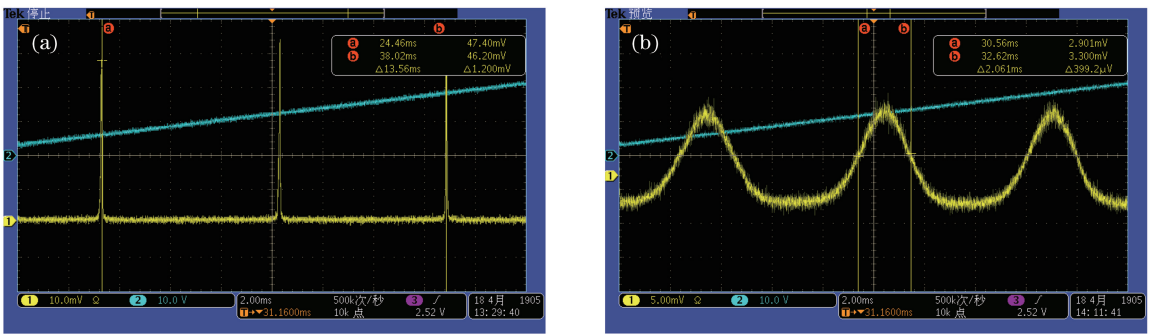 Tek 停止
T
a
b
(a)
a 24.46ms 47.40mV
b 38.02ms 46.20mV
△13.56ms △1.200mV
2
1
1 10.0mV Ω 2 10.0 V
2.00ms 500k次/秒 3 2.52 V
T→▼31.1600ms 10k 点
18 4月 1905
13:29:40
Tek 预览
T
a
b
(b)
a 30.56ms 2.901mV
b 32.62ms 3.300mV
△2.061ms △399.2μV
2
1
1 5.00mV Ω 2 10.0 V
2.00ms 500k次/秒 3 2.52 V
T→▼31.1600ms 10k 点
18 4月 1905
14:11:41